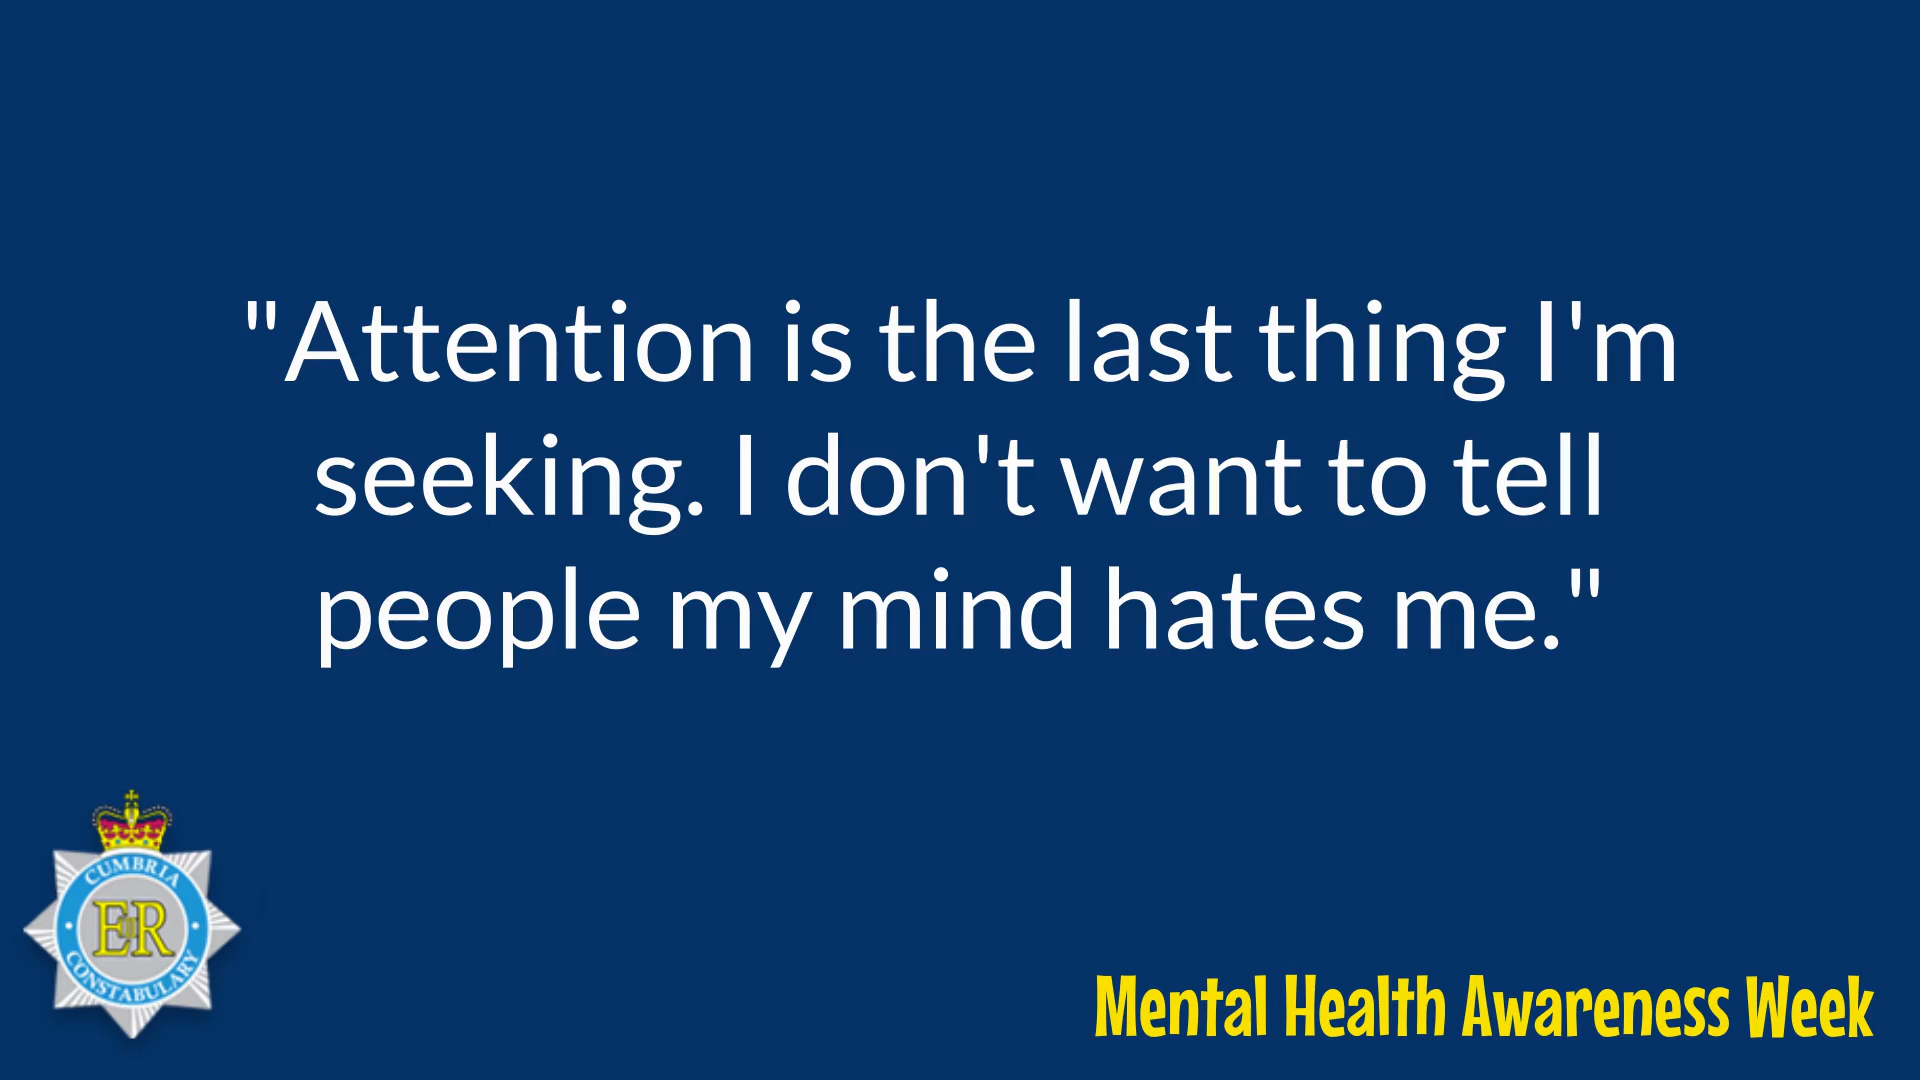 "Attention is the last thing I'm
seeking. I don't want to tell
people my mind hates me."
CUMBRIA
EIIR
CONSTABULARY
Mental Health Awareness Week